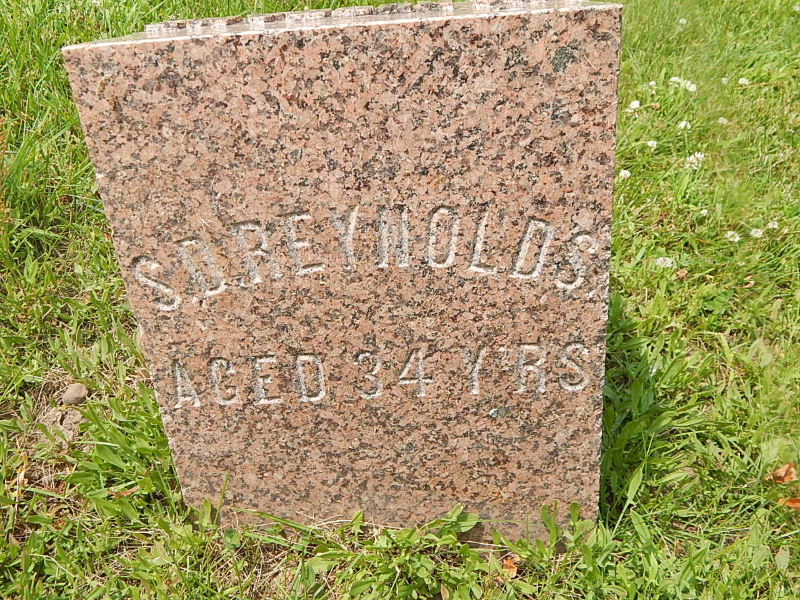 S.D. REYNOLDS.
AGED 34 Y'RS